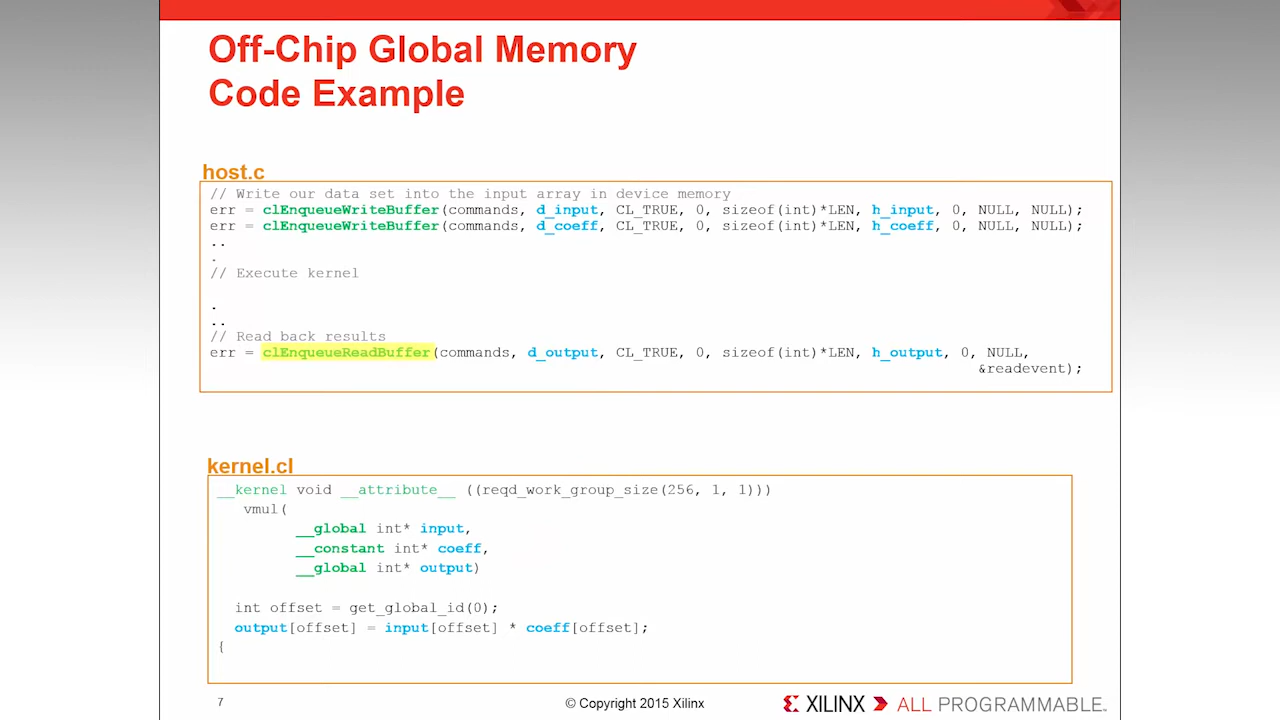 Off-Chip Global Memory
Code Example
host.c
// Write our data set into the input array in device memory
err = clEnqueueWriteBuffer(commands, d_input, CL_TRUE, 0, sizeof(int)*LEN, h_input, 0, NULL, NULL);
err = clEnqueueWriteBuffer(commands, d_coeff, CL_TRUE, 0, sizeof(int)*LEN, h_coeff, 0, NULL, NULL);
..
.
// Execute kernel
.
..
// Read back results
err = clEnqueueReadBuffer(commands, d_output, CL_TRUE, 0, sizeof(int)*LEN, h_output, 0, NULL,
&readevent);
kernel.cl
__kernel void __attribute__ ((reqd_work_group_size(256, 1, 1)))
vmul(
__global int* input,
__constant int* coeff,
__global int* output)
int offset = get_global_id(0);
output[offset] = input[offset] * coeff[offset];
{
7
© Copyright 2015 Xilinx
XILINX ALL PROGRAMMABLE™